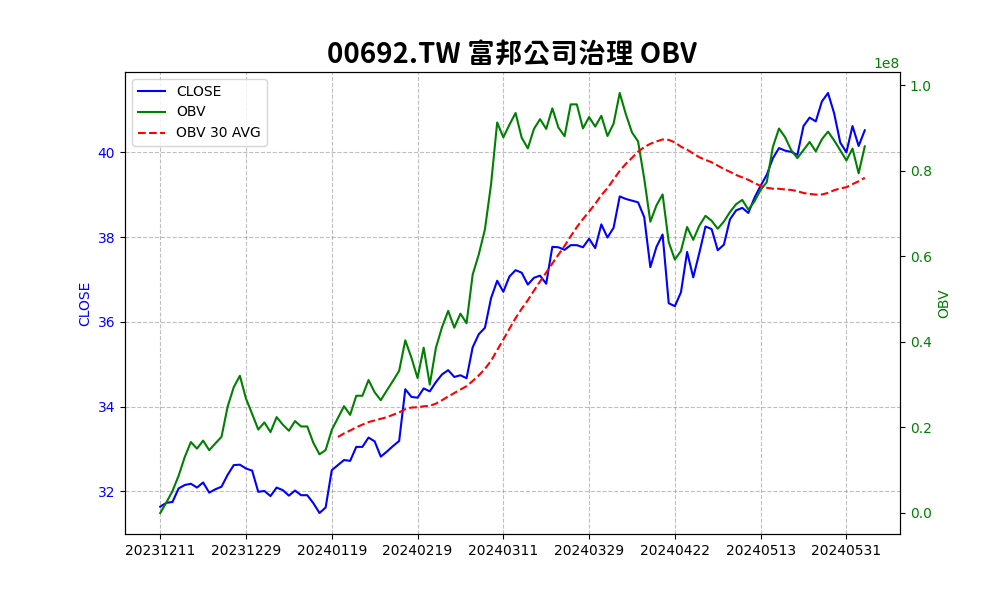 00692.TW 富邦公司治理 OBV
1e8
CLOSE
OBV
OBV 30 AVG
CLOSE
40
38
36
34
32
1.0
0.8
0.6
0.4
0.2
0.0
OBV
20231211 20231229 20240119 20240219 20240311 20240329 20240422 20240513 20240531